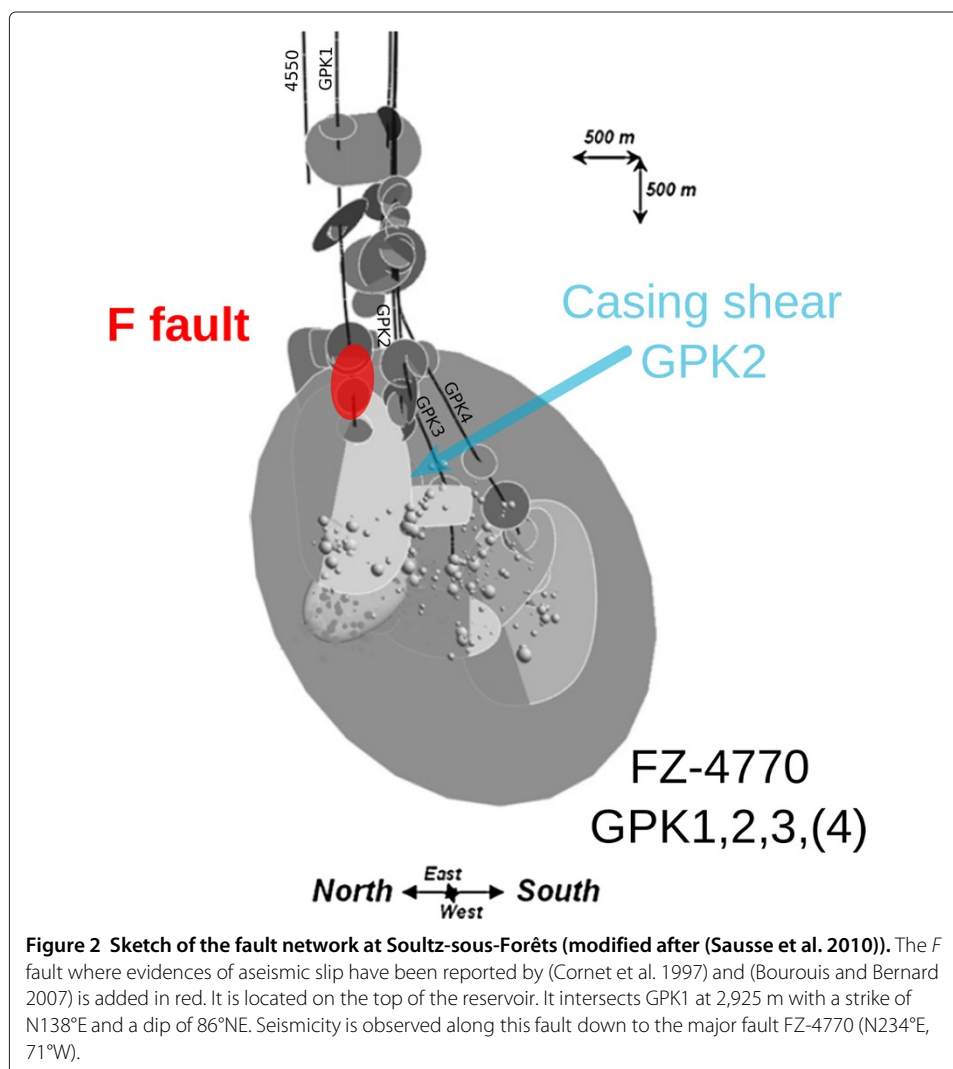 4550
GPK1
500 m
500 m
Casing shear
GPK2
F fault
GPK2
GPK3
GPK4
FZ-4770
GPK1,2,3,(4)
East
North
South
West
Figure 2 Sketch of the fault network at Soultz-sous-Forêts (modified after (Sausse et al. 2010)). The F
fault where evidences of aseismic slip have been reported by (Cornet et al. 1997) and (Bourouis and Bernard
2007) is added in red. It is located on the top of the reservoir. It intersects GPK1 at 2,925 m with a strike of
N138°E and a dip of 86°NE. Seismicity is observed along this fault down to the major fault FZ-4770 (N234°E,
71°W).